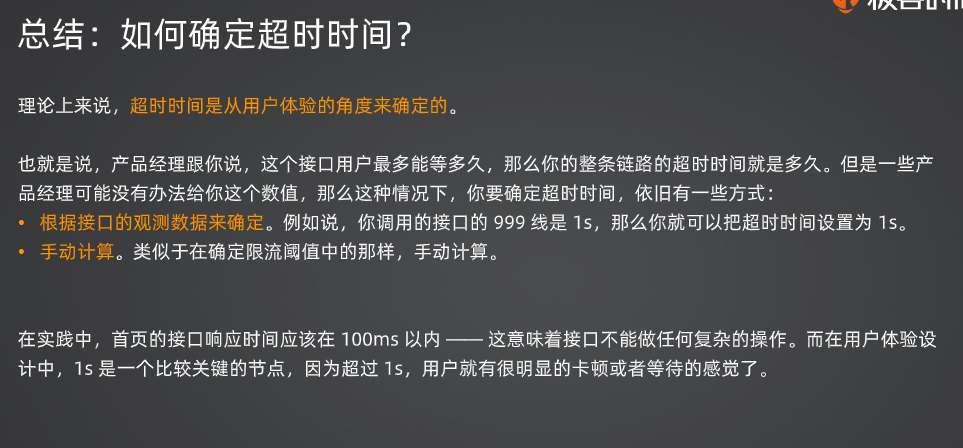 总结：如何确定超时时间？
理论上来说，超时时间是从用户体验的角度来确定的。
也就是说，产品经理跟你说，这个接口用户最多能等多久，那么你的整条链路的超时时间就是多久。但是一些产
品经理可能没有办法给你这个数值，那么这种情况下，你要确定超时时间，依旧有一些方式：
• 根据接口的观测数据来确定。例如说，你调用的接口的 999 线是 1s，那么你就可以把超时时间设置为 1s。
• 手动计算。类似于在确定限流阈值中的那样，手动计算。
在实践中，首页的接口响应时间应该在 100ms 以内 —— 这意味着接口不能做任何复杂的操作。而在用户体验设
计中，1s 是一个比较关键的节点，因为超过 1s，用户就有很明显的卡顿或者等待的感觉了。